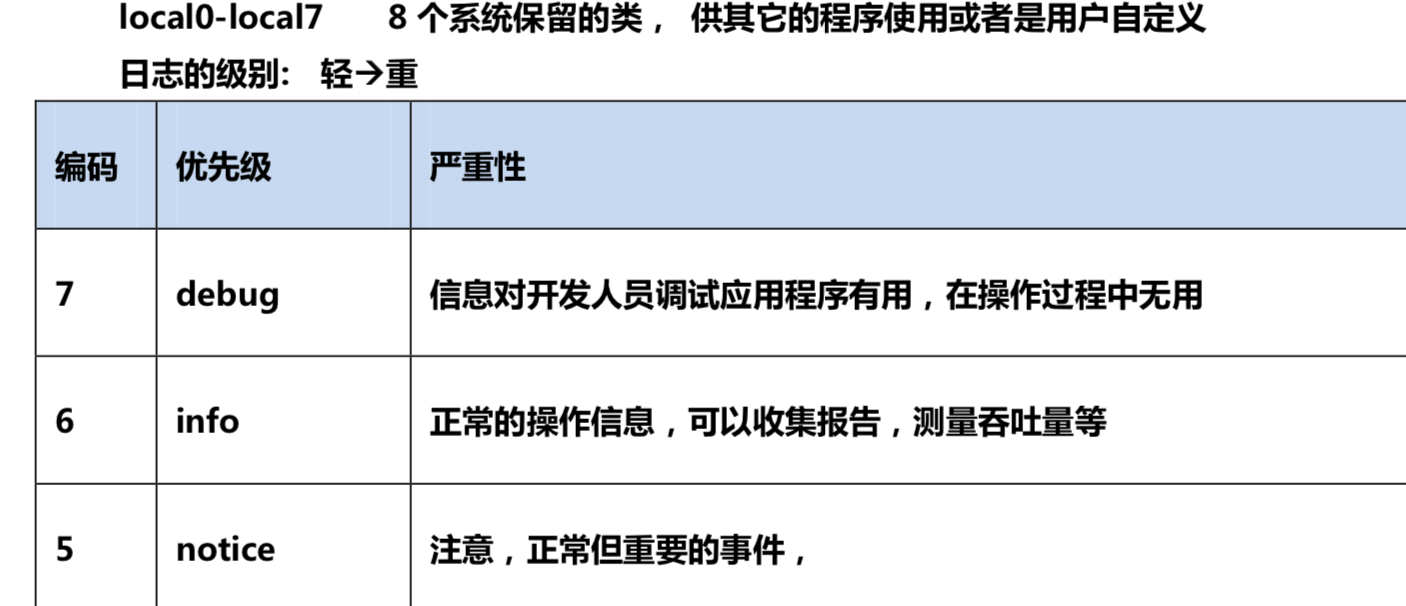 local0-local7 8 个系统保留的类， 供其它的程序使用或者是用户自定义
日志的级别: 轻→重
编码 优先级 严重性
7 debug 信息对开发人员调试应用程序有用，在操作过程中无用
6 info 正常的操作信息，可以收集报告，测量吞吐量等
5 notice 注意，正常但重要的事件，